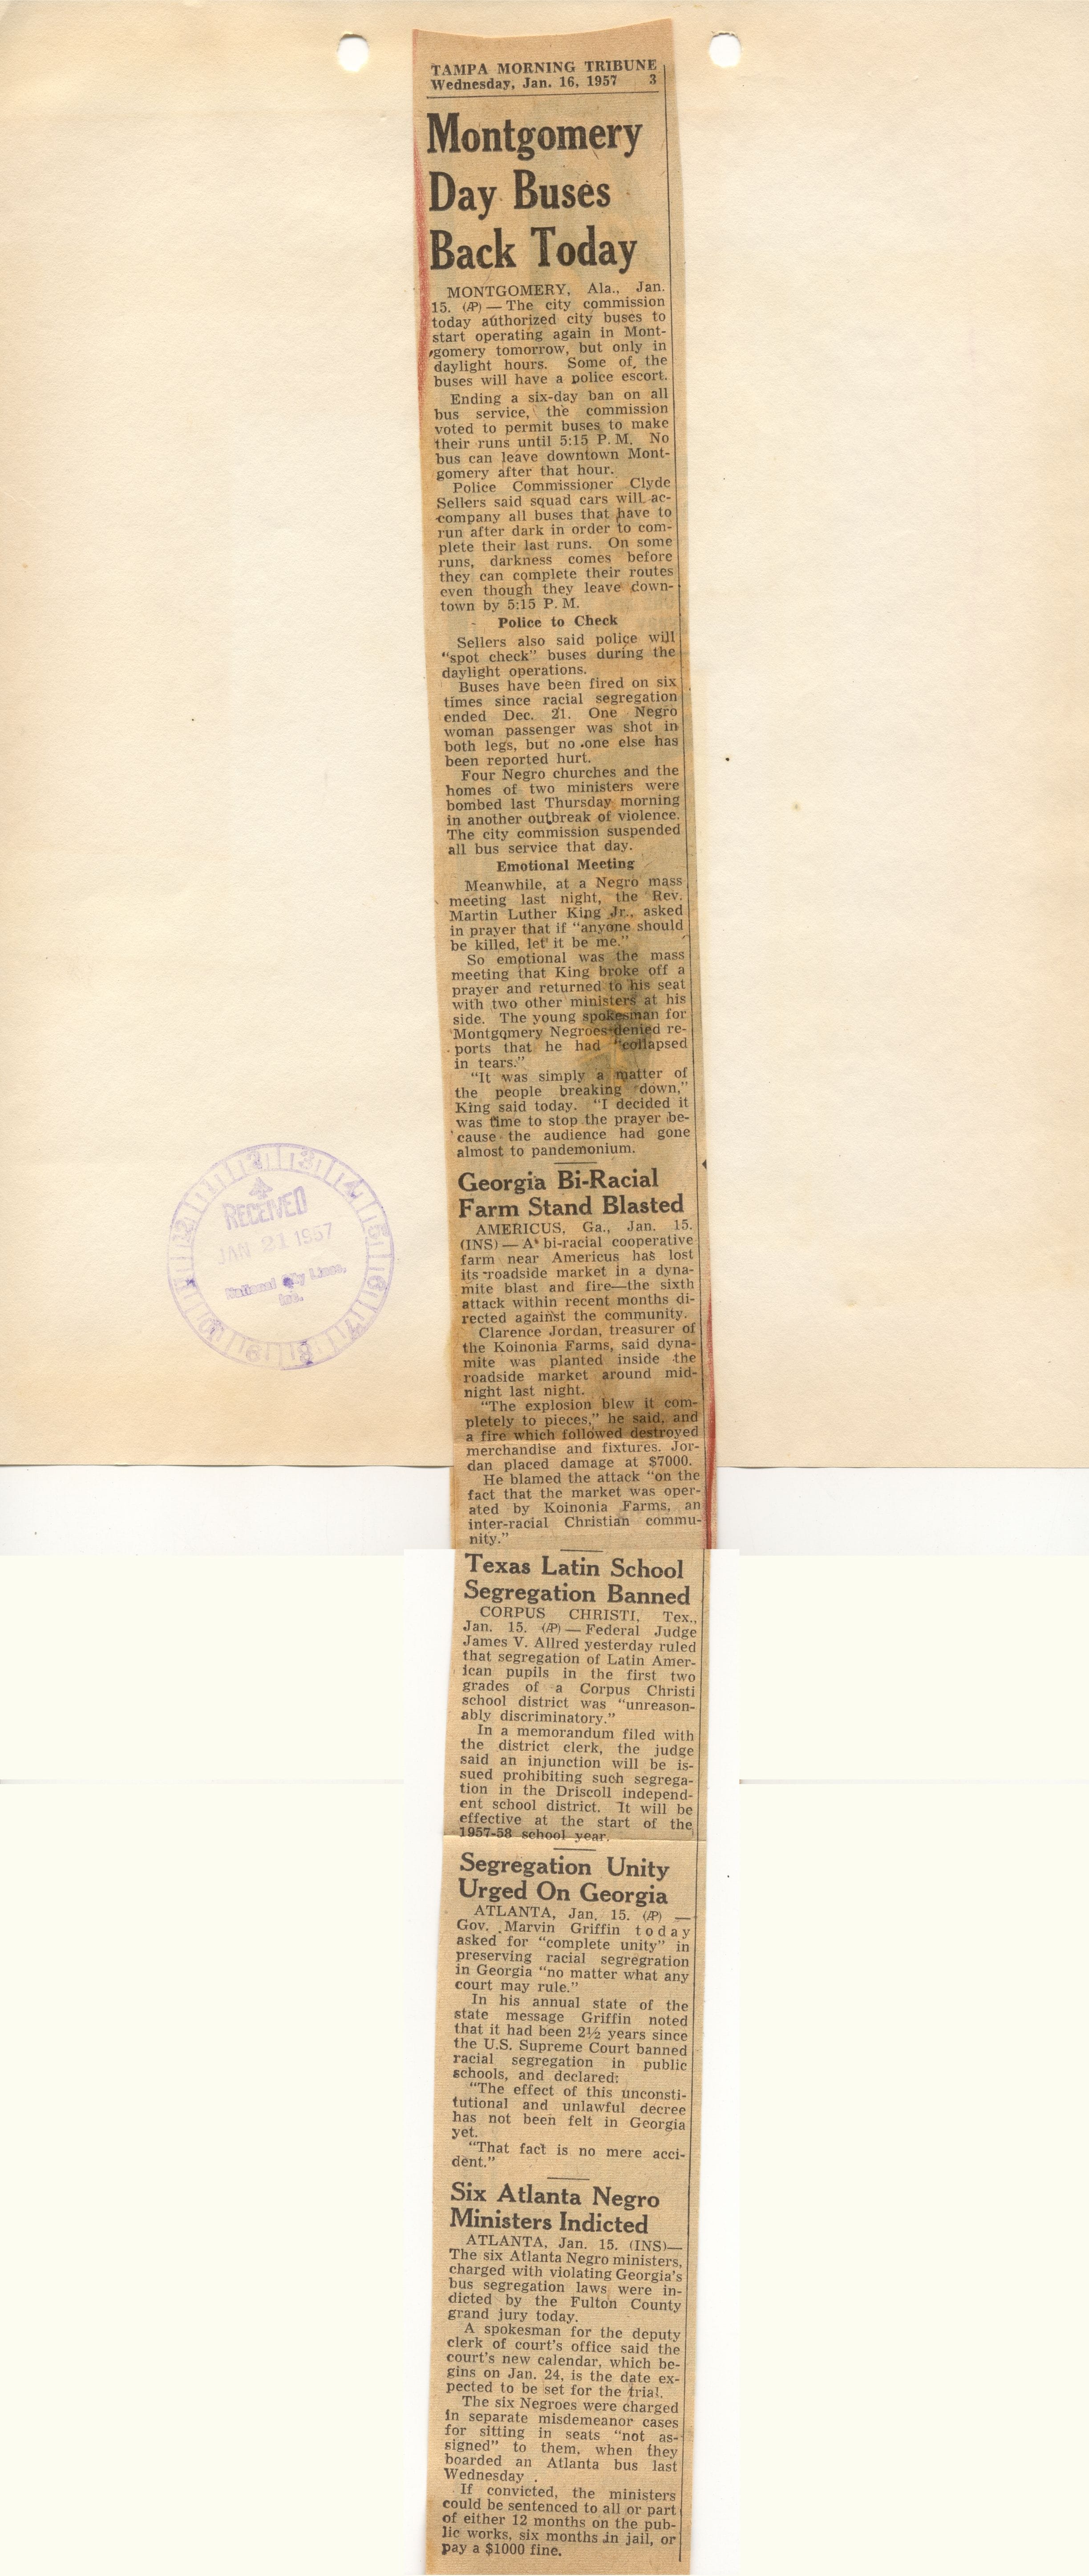 TAMPA MORNING TRIBUNE
Wednesday, Jan. 16, 1957 3
Montgomery
Day Buses
Back Today
MONTGOMERY, Ala., Jan.
15. (AP) — The city commission
today authorized city buses to
start operating again in Mont-
gomery tomorrow, but only in
daylight hours. Some of the
buses will have a police escort.
Ending a six-day ban on all
bus service, the commission
voted to permit buses to make
their runs until 5:15 P. M. No
bus can leave downtown Mont-
gomery after that hour.
Police Commissioner Clyde
Sellers said squad cars will ac-
company all buses that have to
run after dark in order to com-
plete their last runs. On some
runs, darkness comes before
they can complete their routes
even though they leave down-
town by 5:15 P. M.
Police to Check
Sellers also said police will
"spot check" buses during the
daylight operations.
Buses have been fired on six
times since racial segregation
ended Dec. 21. One Negro
woman passenger was shot in
both legs, but no one else has
been reported hurt.
Four Negro churches and the
homes of two ministers were
bombed last Thursday morning
in another outbreak of violence.
The city commission suspended
all bus service that day.
Emotional Meeting
Meanwhile, at a Negro mass
meeting last night, the Rev.
Martin Luther King Jr., asked
in prayer that if "anyone should
be killed, let it be me."
So emotional was the mass
meeting that King broke off a
prayer and returned to his seat
with two other ministers at his
side. The young spokesman for
Montgomery Negroes denied re-
ports that he had "collapsed
in tears."
"It was simply a matter of
the people breaking down,"
King said today. "I decided it
was time to stop the prayer be-
cause the audience had gone
almost to pandemonium.
Georgia Bi-Racial
Farm Stand Blasted
AMERICUS, Ga., Jan. 15.
(INS) — A bi-racial cooperative
farm near Americus has lost
its roadside market in a dyna-
mite blast and fire—the sixth
attack within recent months di-
rected against the community.
Clarence Jordan, treasurer of
the Koinonia Farms, said dyna-
mite was planted inside the
roadside market around mid-
night last night.
"The explosion blew it com-
pletely to pieces," he said, and
a fire which followed destroyed
merchandise and fixtures. Jor-
dan placed damage at $7000.
He blamed the attack "on the
fact that the market was oper-
ated by Koinonia Farms, an
inter-racial Christian commu-
nity."
Texas Latin School
Segregation Banned
CORPUS CHRISTI, Tex.,
Jan. 15. (AP) — Federal Judge
James V. Allred yesterday ruled
that segregation of Latin Amer-
ican pupils in the first two
grades of a Corpus Christi
school district was "unreason-
ably discriminatory."
In a memorandum filed with
the district clerk, the judge
said an injunction will be is-
sued prohibiting such segrega-
tion in the Driscoll independ-
ent school district. It will be
effective at the start of the
1957-58 school year.
Segregation Unity
Urged On Georgia
ATLANTA, Jan. 15. (AP) —
Gov. Marvin Griffin today
asked for "complete unity" in
preserving racial segregration
in Georgia "no matter what any
court may rule."
In his annual state of the
state message Griffin noted
that it had been 2½ years since
the U.S. Supreme Court banned
racial segregation in public
schools, and declared:
"The effect of this unconsti-
tutional and unlawful decree
has not been felt in Georgia
yet.
"That fact is no mere acci-
dent."
Six Atlanta Negro
Ministers Indicted
ATLANTA, Jan. 15. (INS)—
The six Atlanta Negro ministers,
charged with violating Georgia's
bus segregation laws were in-
dicted by the Fulton County
grand jury today.
A spokesman for the deputy
clerk of court's office said the
court's new calendar, which be-
gins on Jan. 24, is the date ex-
pected to be set for the trial.
The six Negroes were charged
in separate misdemeanor cases
for sitting in seats "not as-
signed" to them, when they
boarded an Atlanta bus last
Wednesday .
If convicted, the ministers
could be sentenced to all or part
of either 12 months on the pub-
lic works, six months in jail, or
pay a $1000 fine.
12 1 2 3 4 5 6 7 8 9 10 11
RECEIVED
JAN 21 1957
National City Lines,
Inc.